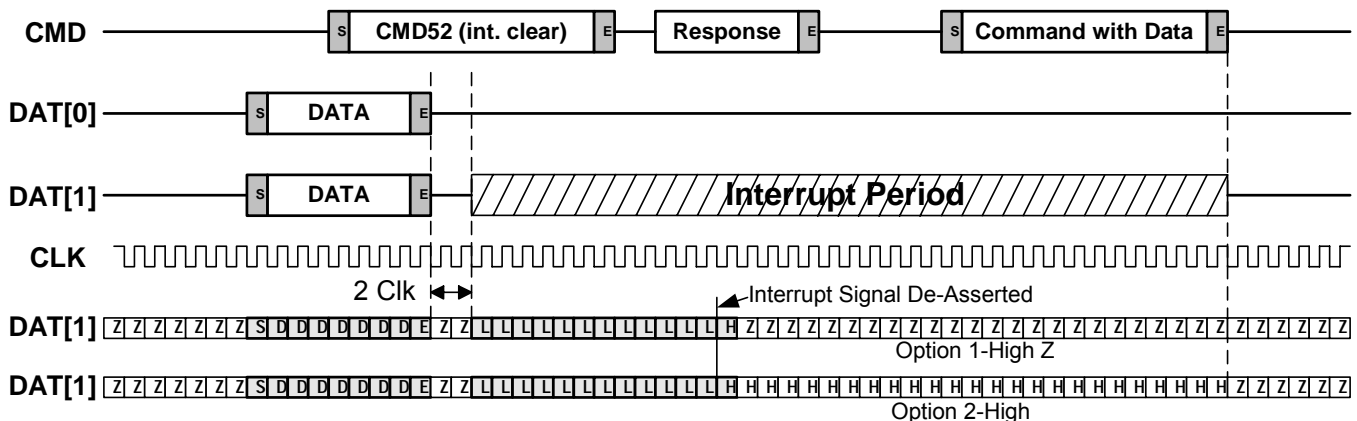 CMD S CMD52 (int. clear) E Response E S Command with Data E
DAT[0] S DATA E
DAT[1] S DATA E Interrupt Period
CLK
2 Clk Interrupt Signal De-Asserted
DAT[1] Z Z Z Z Z Z Z S D D D D D D D E Z Z L L L L L L L L L L L L H Z Z Z Z Z Z Z Z Z Z Z Z Z Z Z Z Z Z Z Z Z Z Z Z Z Z Z Z Z Z
Option 1-High Z
DAT[1] Z Z Z Z Z Z Z S D D D D D D D E Z Z L L L L L L L L L L L L H H H H H H H H H H H H H H H H H H H H H H H H H Z Z Z Z Z Z
Option 2-High